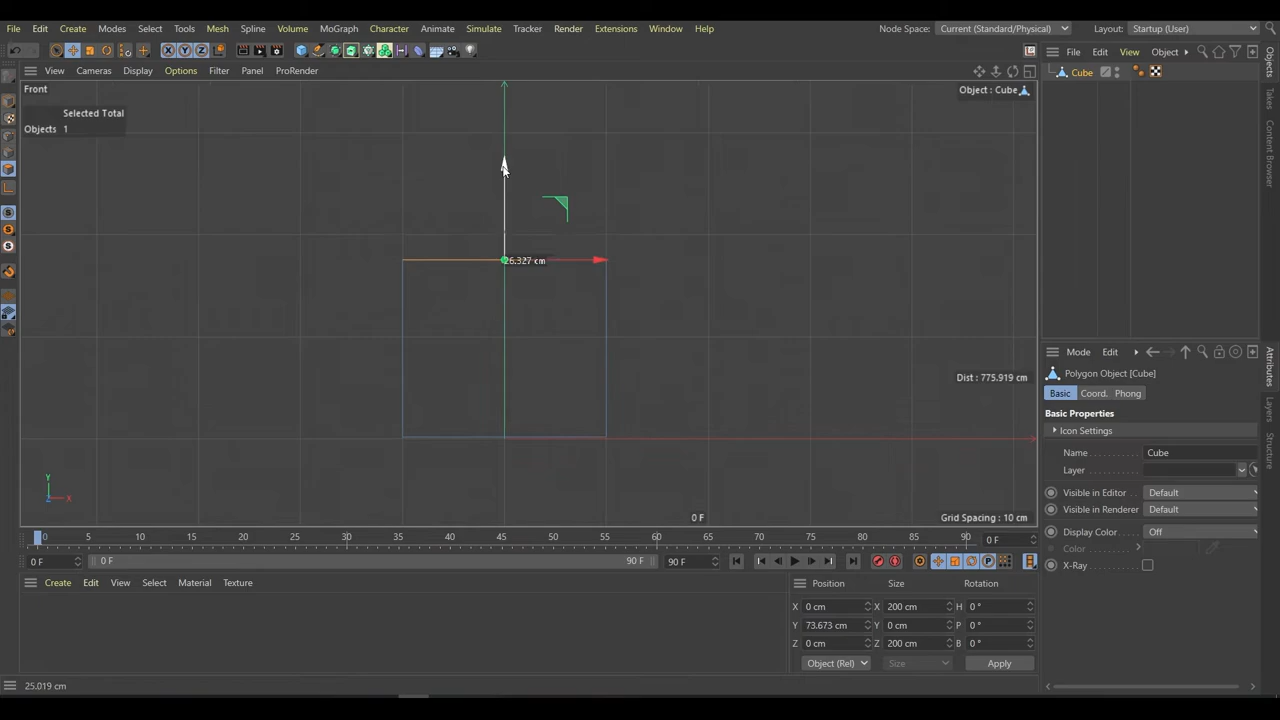 File Edit Create Modes Select Tools Mesh Spline Volume MoGraph Character Animate Simulate Tracker Render Extensions Window Help Node Space: Current (Standard/Physical) Layout: Startup (User)
X Y Z
File Edit View Object
View Cameras Display Options Filter Panel ProRender
Cube
Front Object : Cube
Selected Total
Objects 1
26.327 cm
Dist : 775.919 cm
Y
Z X
0 F Grid Spacing : 10 cm
Objects
Takes
Content Browser
Mode Edit
Polygon Object [Cube]
Basic Coord. Phong
Basic Properties
Icon Settings
Name Cube
Layer
Visible in Editor Default
Visible in Renderer Default
Display Color Off
Color
X-Ray
Attributes
Layers
Structure
0 5 10 15 20 25 30 35 40 45 50 55 60 65 70 75 80 85 90 0 F
0 F 0 F 90 F 90 F P
Create Edit View Select Material Texture
Position Size Rotation
X 0 cm X 200 cm H 0 °
Y 73.673 cm Y 0 cm P 0 °
Z 0 cm Z 200 cm B 0 °
Object (Rel) Size Apply
25.019 cm